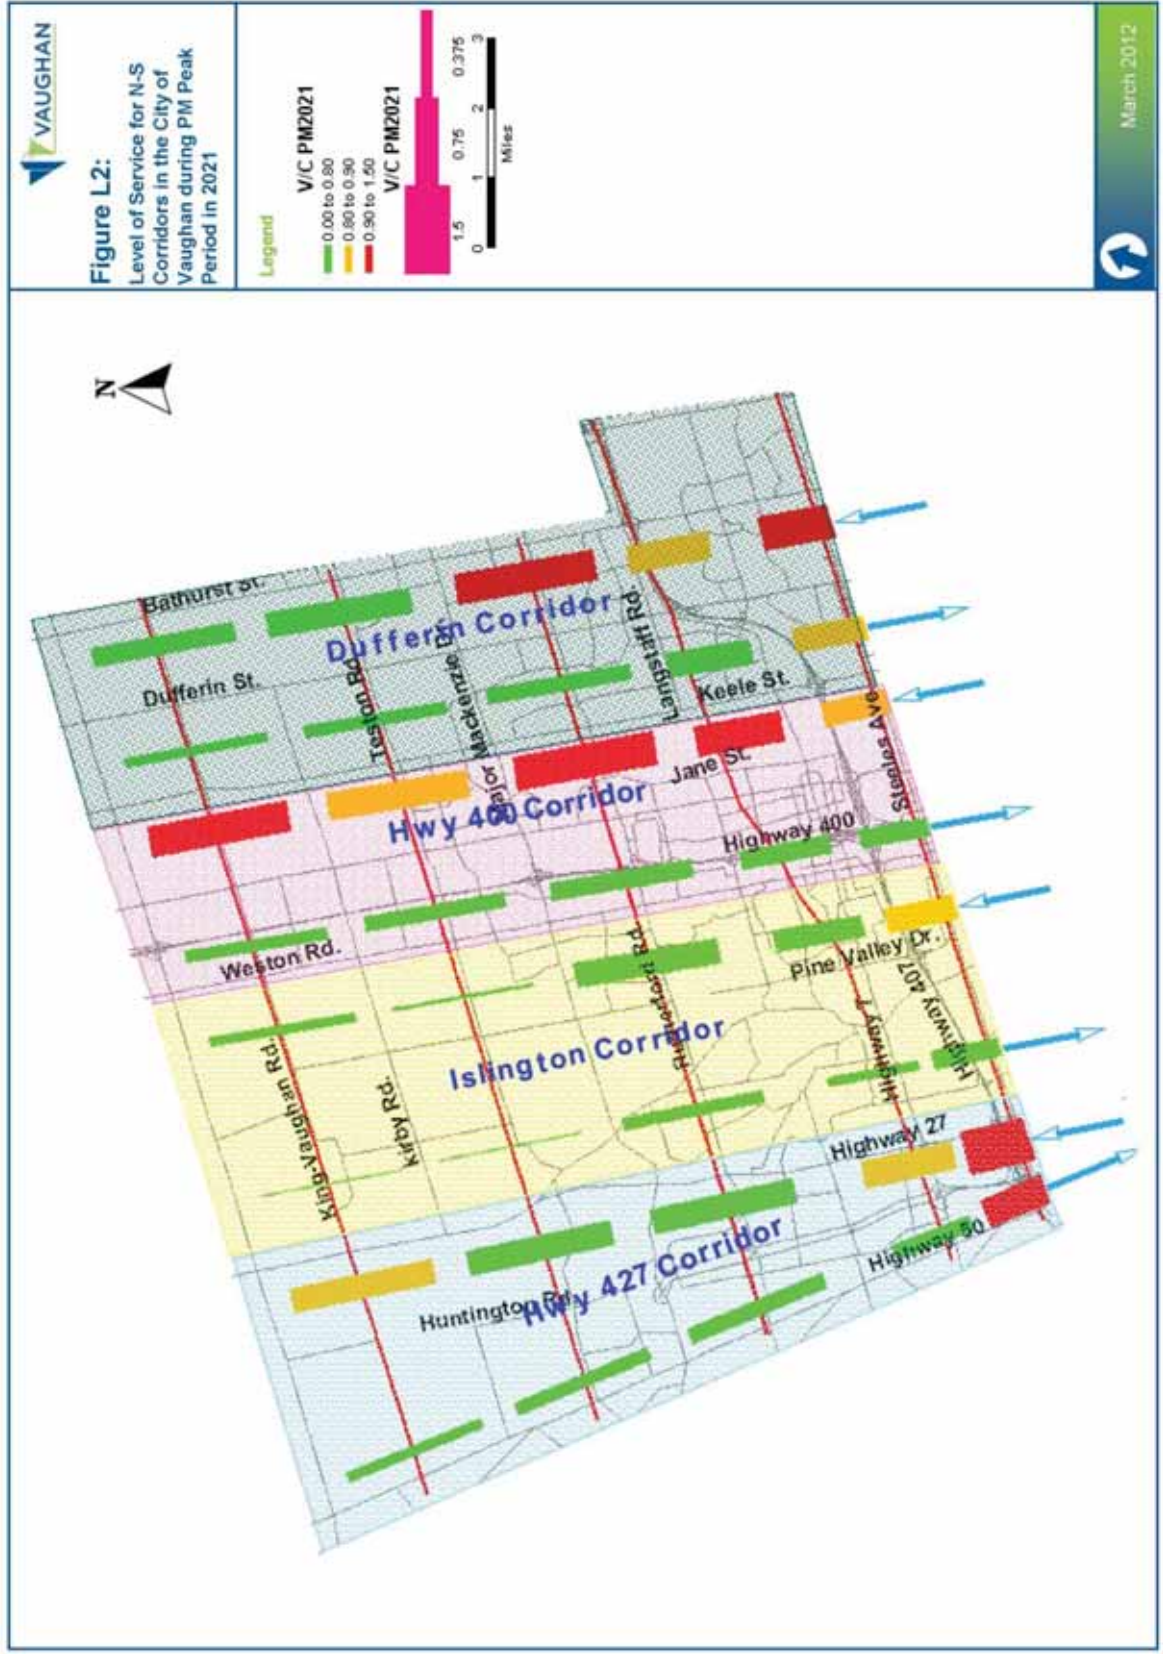 VAUGHAN
Figure L2:
Level of Service for N-S
Corridors in the City of
Vaughan during PM Peak
Period in 2021
Legend
V/C PM2021
0.00 to 0.80
0.80 to 0.90
0.90 to 1.50
V/C PM2021
1.5 0.75 0.375
0 1 2 3
Miles
March 2012
N
Bathurst St.
Dufferin St.
Dufferin Corridor
Teston Rd.
Major Mackenzie Dr.
Langstaff Rd.
Keele St.
Jane St.
Hwy 400 Corridor
Highway 400
Steeles Ave.
Weston Rd.
Pine Valley Dr.
Rutherford Rd.
Islington Corridor
Highway 7
Highway 407
King-Vaughan Rd.
Kirby Rd.
Highway 27
Hwy 427 Corridor
Huntington Rd.
Highway 50